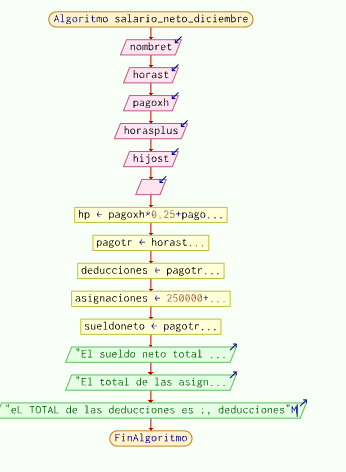 Algoritmo salario_neto_diciembre
nombret
horast
pagoxh
horasplus
hijost
hp ← pagoxh*0.25+pago...
pagotr ← horast...
deducciones ← pagotr...
asignaciones ← 250000+...
sueldoneto ← pagotr...
"El sueldo neto total ...
"El total de las asign...
"eL TOTAL de las deducciones es :, deducciones"M
FinAlgoritmo